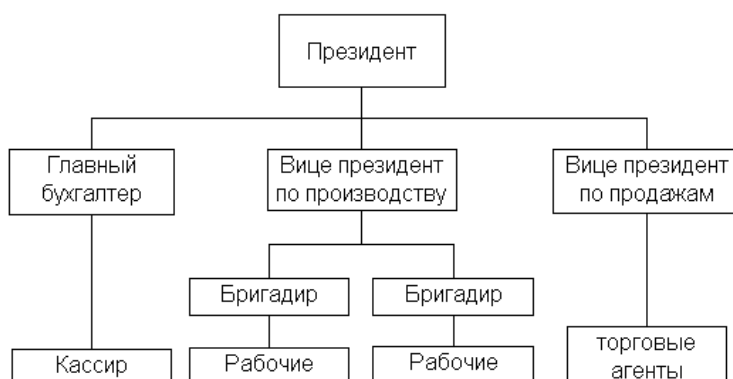 Президент
Главный
бухгалтер
Вице президент
по производству
Вице президент
по продажам
Бригадир
Бригадир
Кассир
Рабочие
Рабочие
торговые
агенты